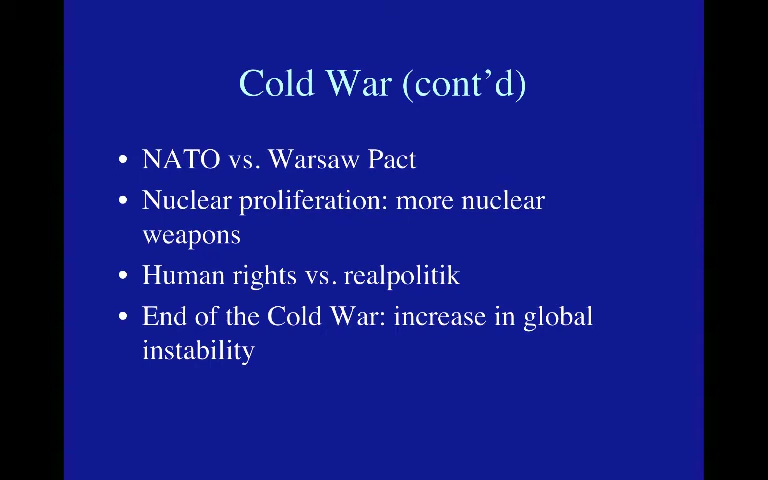 Cold War (cont’d)
• NATO vs. Warsaw Pact
• Nuclear proliferation: more nuclear
weapons
• Human rights vs. realpolitik
• End of the Cold War: increase in global
instability